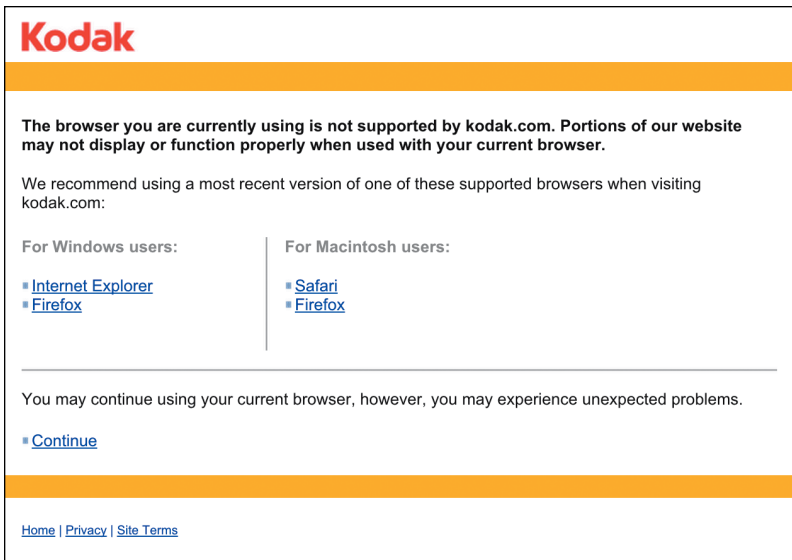 Kodak
The browser you are currently using is not supported by kodak.com. Portions of our website
may not display or function properly when used with your current browser.
We recommend using a most recent version of one of these supported browsers when visiting
kodak.com:
For Windows users:
Internet Explorer
Firefox
For Macintosh users:
Safari
Firefox
You may continue using your current browser, however, you may experience unexpected problems.
Continue
Home | Privacy | Site Terms